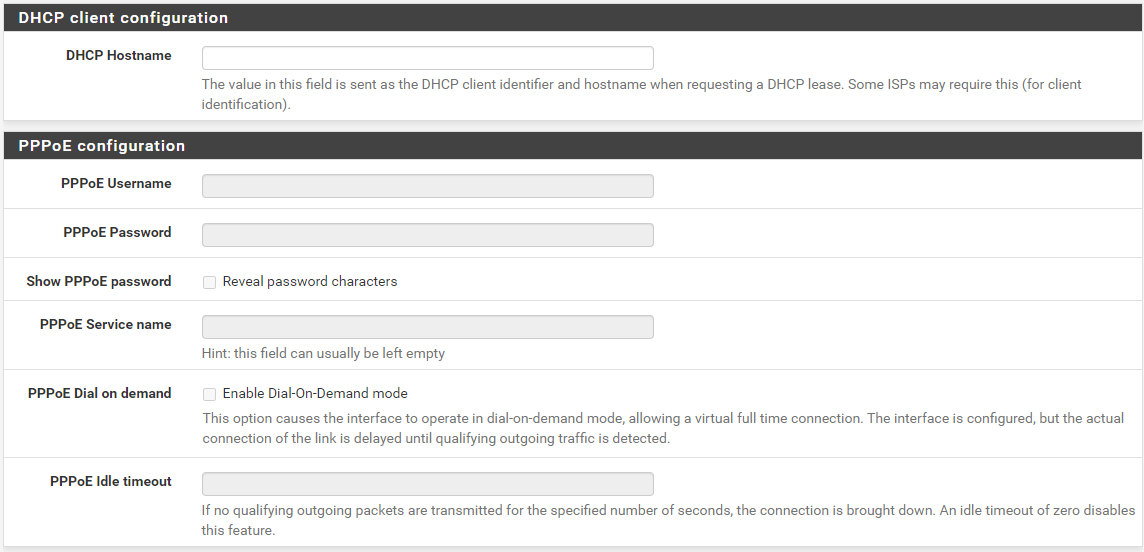 DHCP client configuration
DHCP Hostname
The value in this field is sent as the DHCP client identifier and hostname when requesting a DHCP lease. Some ISPs may require this (for client
identification).
PPPoE configuration
PPPoE Username
PPPoE Password
Show PPPoE password
Reveal password characters
PPPoE Service name
Hint: this field can usually be left empty
PPPoE Dial on demand
Enable Dial-On-Demand mode
This option causes the interface to operate in dial-on-demand mode, allowing a virtual full time connection. The interface is configured, but the actual
connection of the link is delayed until qualifying outgoing traffic is detected.
PPPoE Idle timeout
If no qualifying outgoing packets are transmitted for the specified number of seconds, the connection is brought down. An idle timeout of zero disables
this feature.